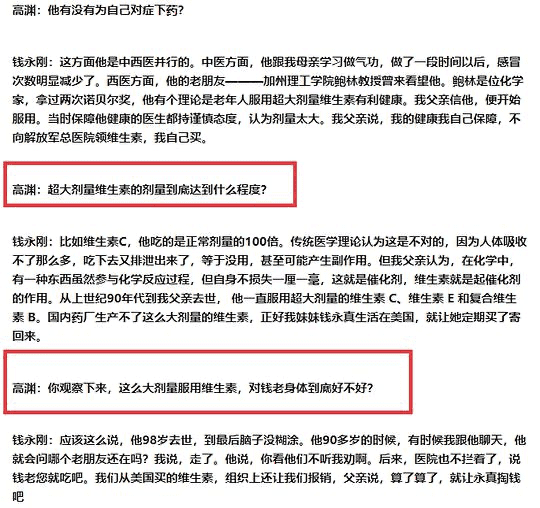 高渊：他有没有为自己对症下药？
钱永刚：这方面他是中西医并行的。中医方面，他跟我母亲学习做气功，做了一段时间以后，感冒
次数明显减少了。西医方面，他的老朋友————加州理工学院鲍林教授曾来看望他。鲍林是位化学
家，拿过两次诺贝尔奖，他有个理论是老年人服用超大剂量维生素有利健康。我父亲信他，便开始
服用。当时保障他健康的医生都持谨慎态度，认为剂量太大。我父亲说，我的健康我自己保障，不
向解放军总医院领维生素，我自己买。
高渊：超大剂量维生素的剂量到底达到什么程度？
钱永刚：比如维生素C，他吃的是正常剂量的100倍。传统医学理论认为这是不对的，因为人体吸收
不了那么多，吃下去又排泄出来了，等于没用，甚至可能产生副作用。但我父亲认为，在化学中，
有一种东西虽然参与化学反应过程，但自身不损失一厘一毫，这就是催化剂，维生素就是起催化剂
的作用。从上世纪90年代到我父亲去世， 他一直服用超大剂量的维生素 C、维生素 E 和复合维生
素 B。国内药厂生产不了这么大剂量的维生素，正好我妹妹钱永真生活在美国，就让她定期买了寄
回来。
高渊：你观察下来，这么大剂量服用维生素，对钱老身体到底好不好？
钱永刚：应该这么说，他98岁去世，到最后脑子没糊涂。他90多岁的时候，有时候我跟他聊天，他
就会问哪个老朋友还在吗？我说，走了。他说，你看他们不听我劝啊。后来，医院也不拦着了，说
钱老您就吃吧。我们从美国买的维生素，组织上还让我们报销，父亲说，算了算了，就让永真掏钱
吧